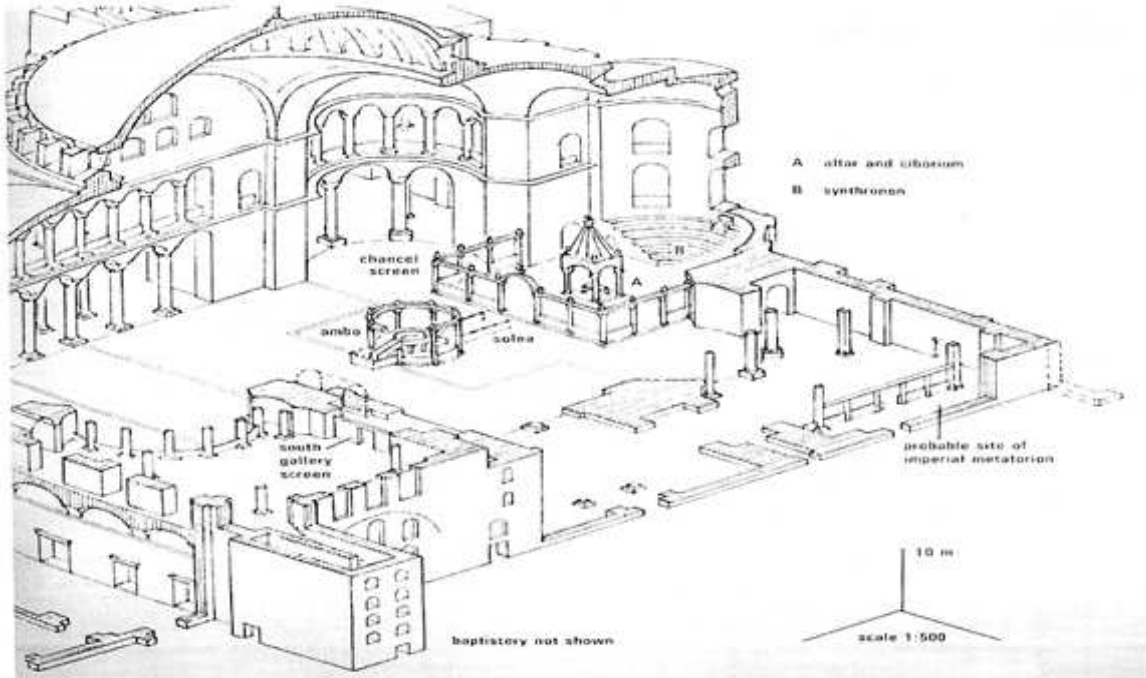 A altar and ciborium
B synthronon
chancel
screen
B
A
ambo
solea
south
gallery
screen
probable site of
imperial metatorion
10 m
scale 1:500
baptistery not shown